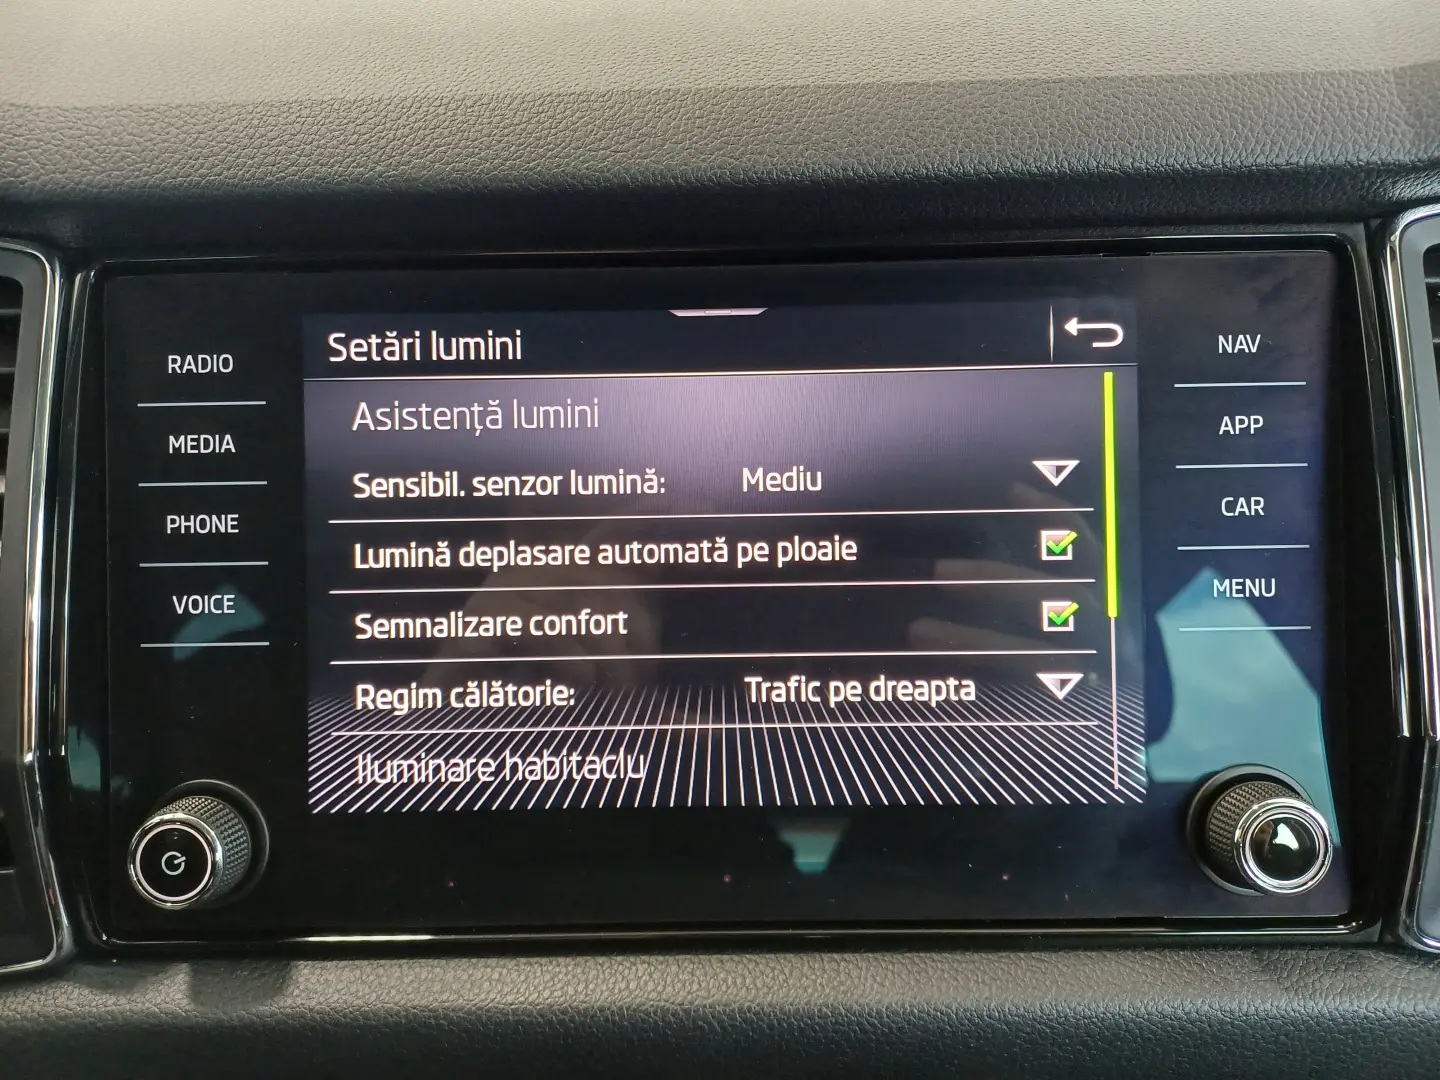 Setări lumini
Asistență lumini
Sensibil. senzor lumină: Mediu
Lumină deplasare automată pe ploaie
Semnalizare confort
Regim călătorie: Trafic pe dreapta
Iluminare habitaclu
RADIO
MEDIA
PHONE
VOICE
NAV
APP
CAR
MENU